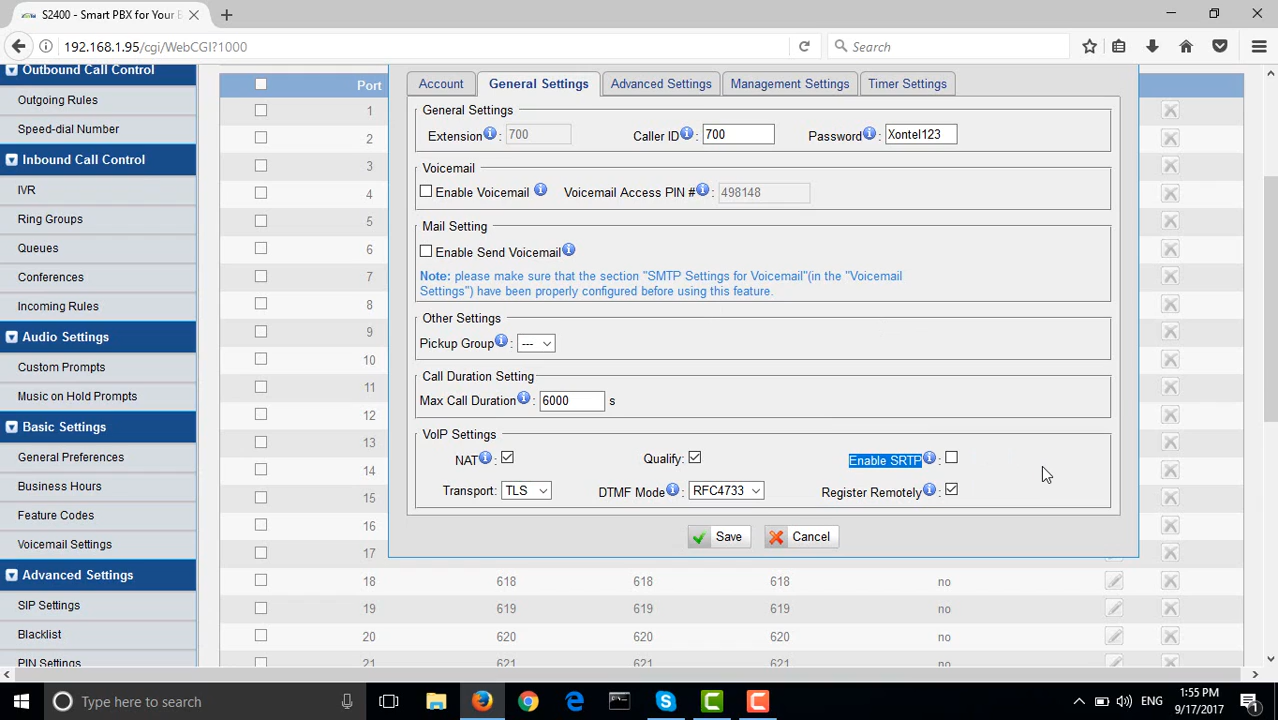 S2400 - Smart PBX for Your B
192.168.1.95/cgi/WebCGI?1000
Search
Outbound Call Control
Outgoing Rules
Speed-dial Number
Inbound Call Control
IVR
Ring Groups
Queues
Conferences
Incoming Rules
Audio Settings
Custom Prompts
Music on Hold Prompts
Basic Settings
General Preferences
Business Hours
Feature Codes
Voicemail Settings
Advanced Settings
SIP Settings
Blacklist
PIN Settings
Port
1
2
3
4
5
6
7
8
9
10
11
12
13
14
15
16
17
18 618 618 618 no
19 619 619 619 no
20 620 620 620 no
21 621 621 621 no
Account General Settings Advanced Settings Management Settings Timer Settings
General Settings
Extension : 700 Caller ID : 700 Password : Xontel123
Voicemail
Enable Voicemail Voicemail Access PIN # : 498148
Mail Setting
Enable Send Voicemail
Note: please make sure that the section "SMTP Settings for Voicemail"(in the "Voicemail
Settings") have been properly configured before using this feature.
Other Settings
Pickup Group : ---
Call Duration Setting
Max Call Duration : 6000 s
VoIP Settings
NAT : Qualify: Enable SRTP :
Transport: TLS DTMF Mode : RFC4733 Register Remotely :
Save Cancel
Type here to search
ENG
1:55 PM
9/17/2017
1